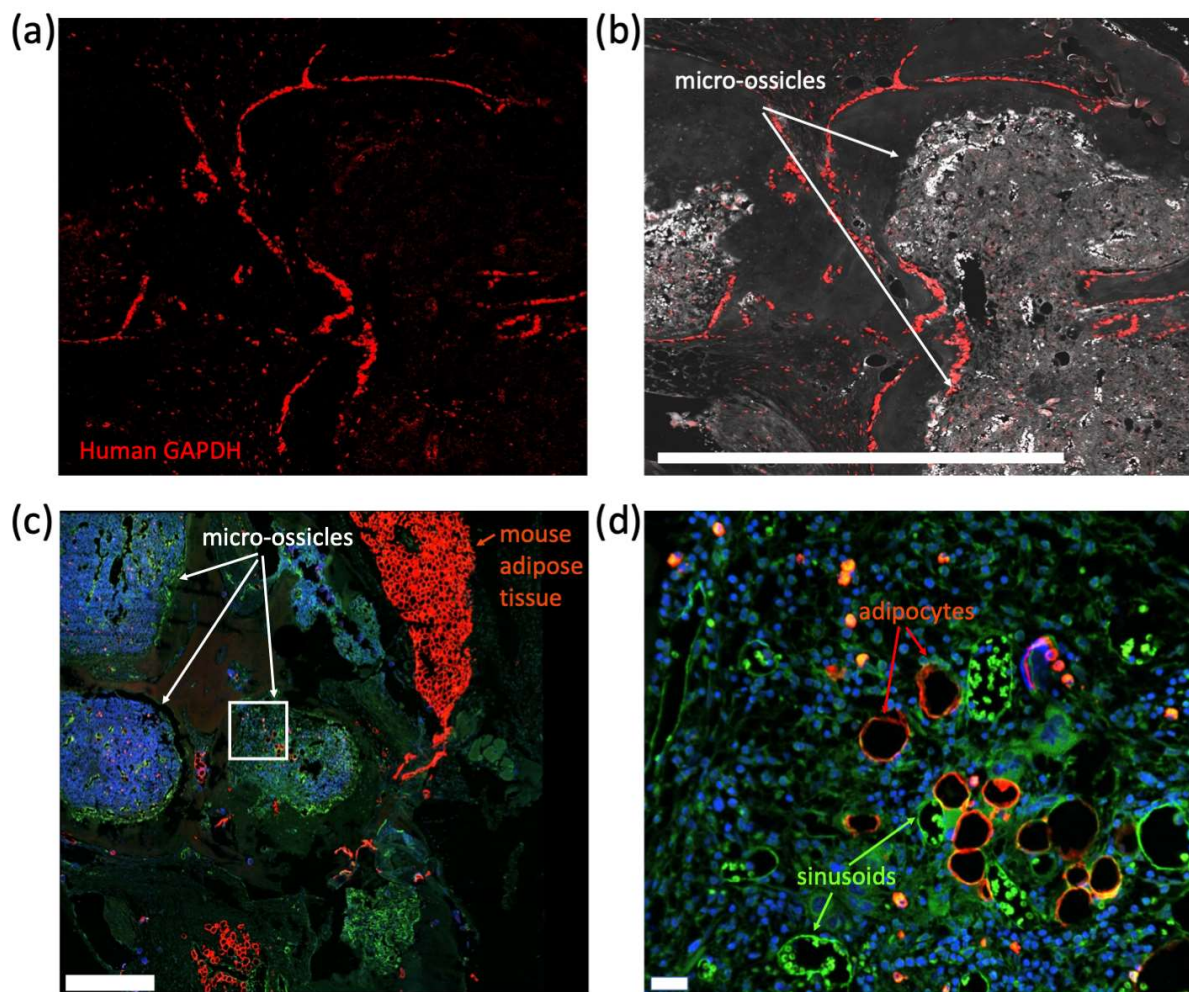 (a)
Human GAPDH
(b)
micro-ossicles
(c)
micro-ossicles
mouse
adipose
tissue
(d)
adipocytes
sinusoids